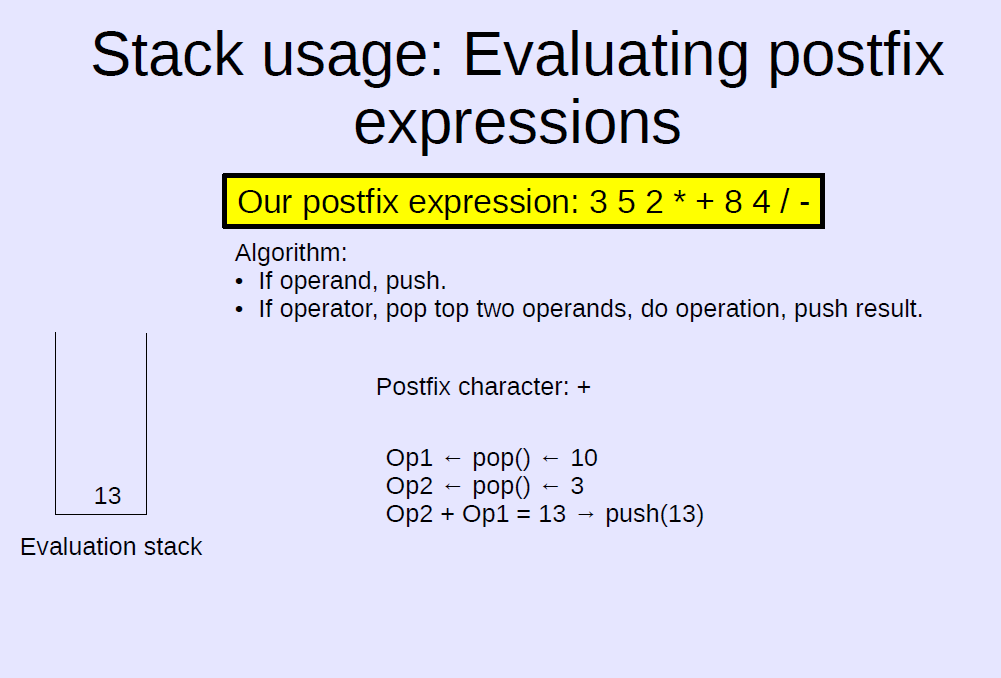 Stack usage: Evaluating postfix
expressions
Our postfix expression: 3 5 2 * + 8 4 / -
Algorithm:
• If operand, push.
• If operator, pop top two operands, do operation, push result.
Postfix character: +
Op1 ← pop() ← 10
Op2 ← pop() ← 3
Op2 + Op1 = 13 → push(13)
13
Evaluation stack